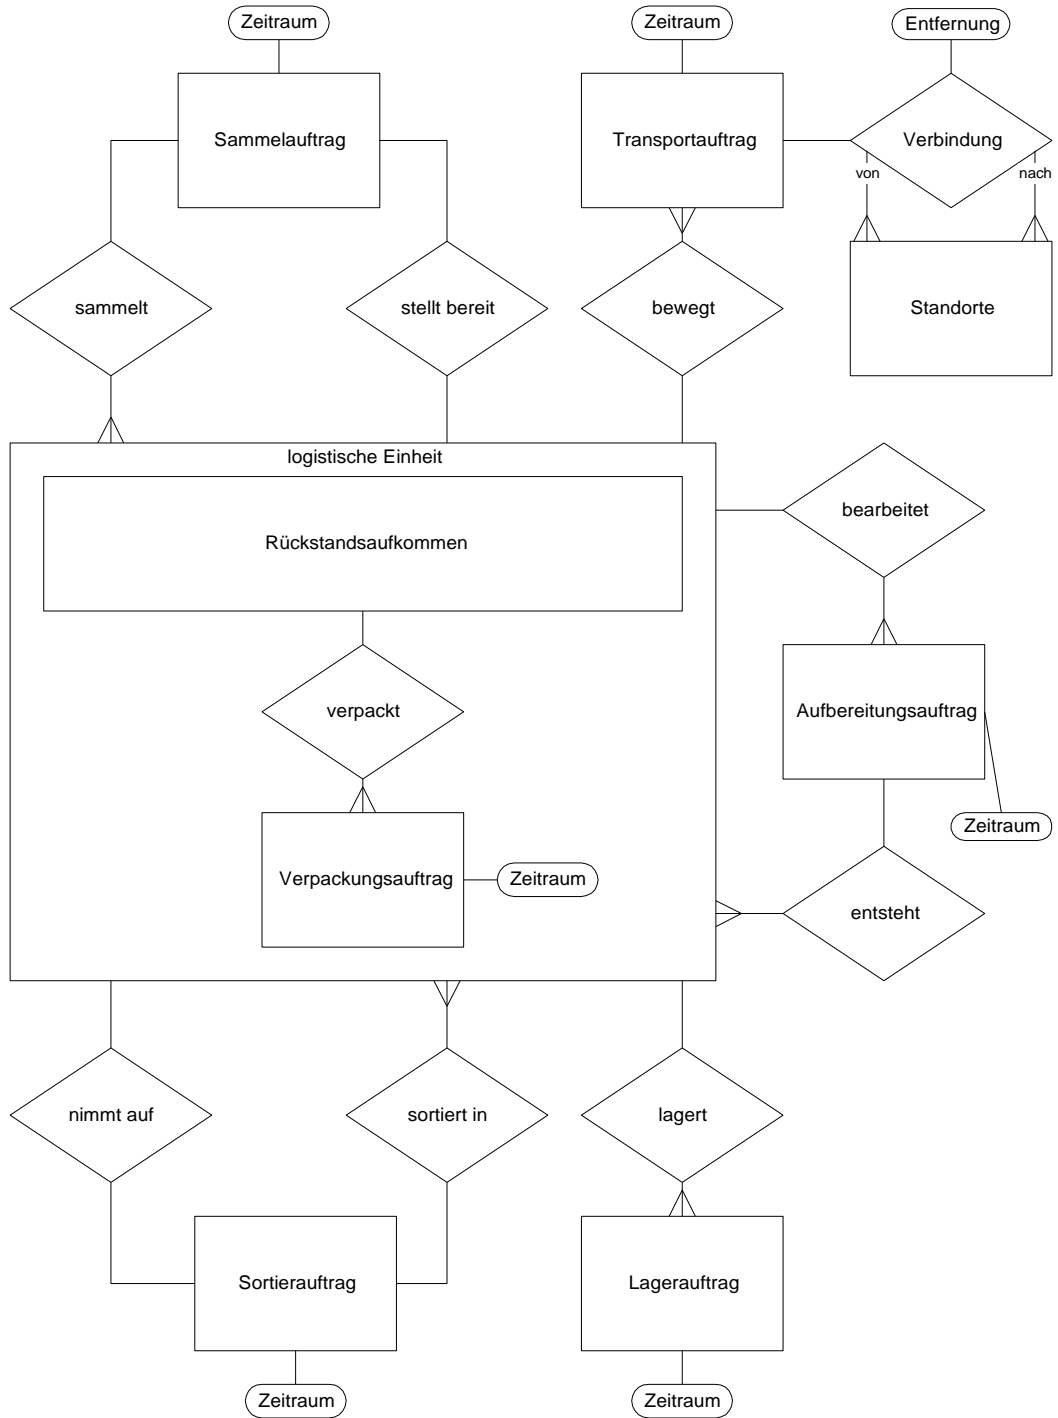 Zeitraum
Zeitraum
Entfernung
Sammelauftrag
Transportauftrag
Verbindung
von
nach
sammelt
stellt bereit
bewegt
Standorte
logistische Einheit
Rückstandsaufkommen
bearbeitet
verpackt
Aufbereitungsauftrag
Zeitraum
Verpackungsauftrag
Zeitraum
entsteht
nimmt auf
sortiert in
lagert
Sortierauftrag
Lagerauftrag
Zeitraum
Zeitraum